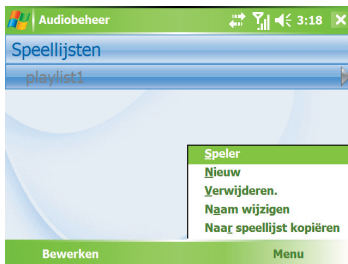 Audiobeheer 3:18
Speellijsten
playlist1
Speler
Nieuw
Verwijderen.
Naam wijzigen
Naar speellijst kopiëren
Bewerken Menu